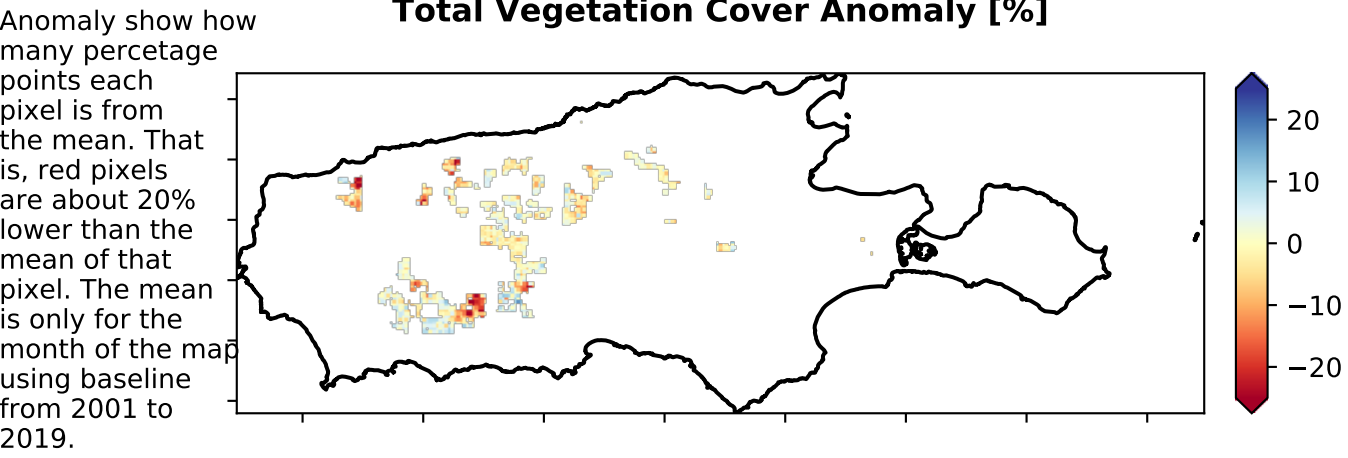 Total Vegetation Cover Anomaly [%]
Anomaly show how
many percetage
points each
pixel is from
the mean. That
is, red pixels
are about 20%
lower than the
mean of that
pixel. The mean
is only for the
month of the map
using baseline
from 2001 to
2019.
20
10
0
−10
−20